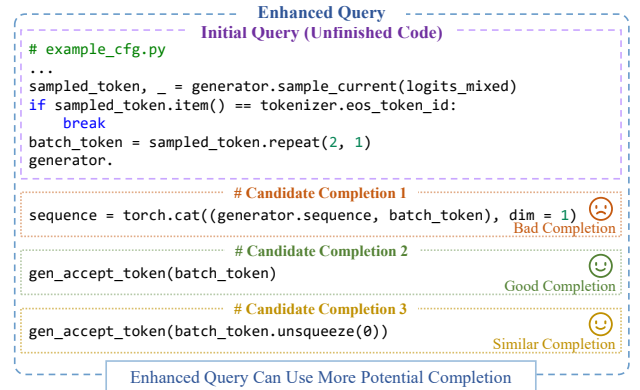 Enhanced Query
Initial Query (Unfinished Code)
# example_cfg.py
...
sampled_token, _ = generator.sample_current(logits_mixed)
if sampled_token.item() == tokenizer.eos_token_id:
    break
batch_token = sampled_token.repeat(2, 1)
generator.
# Candidate Completion 1
sequence = torch.cat((generator.sequence, batch_token), dim = 1)
Bad Completion
# Candidate Completion 2
gen_accept_token(batch_token)
Good Completion
# Candidate Completion 3
gen_accept_token(batch_token.unsqueeze(0))
Similar Completion
Enhanced Query Can Use More Potential Completion